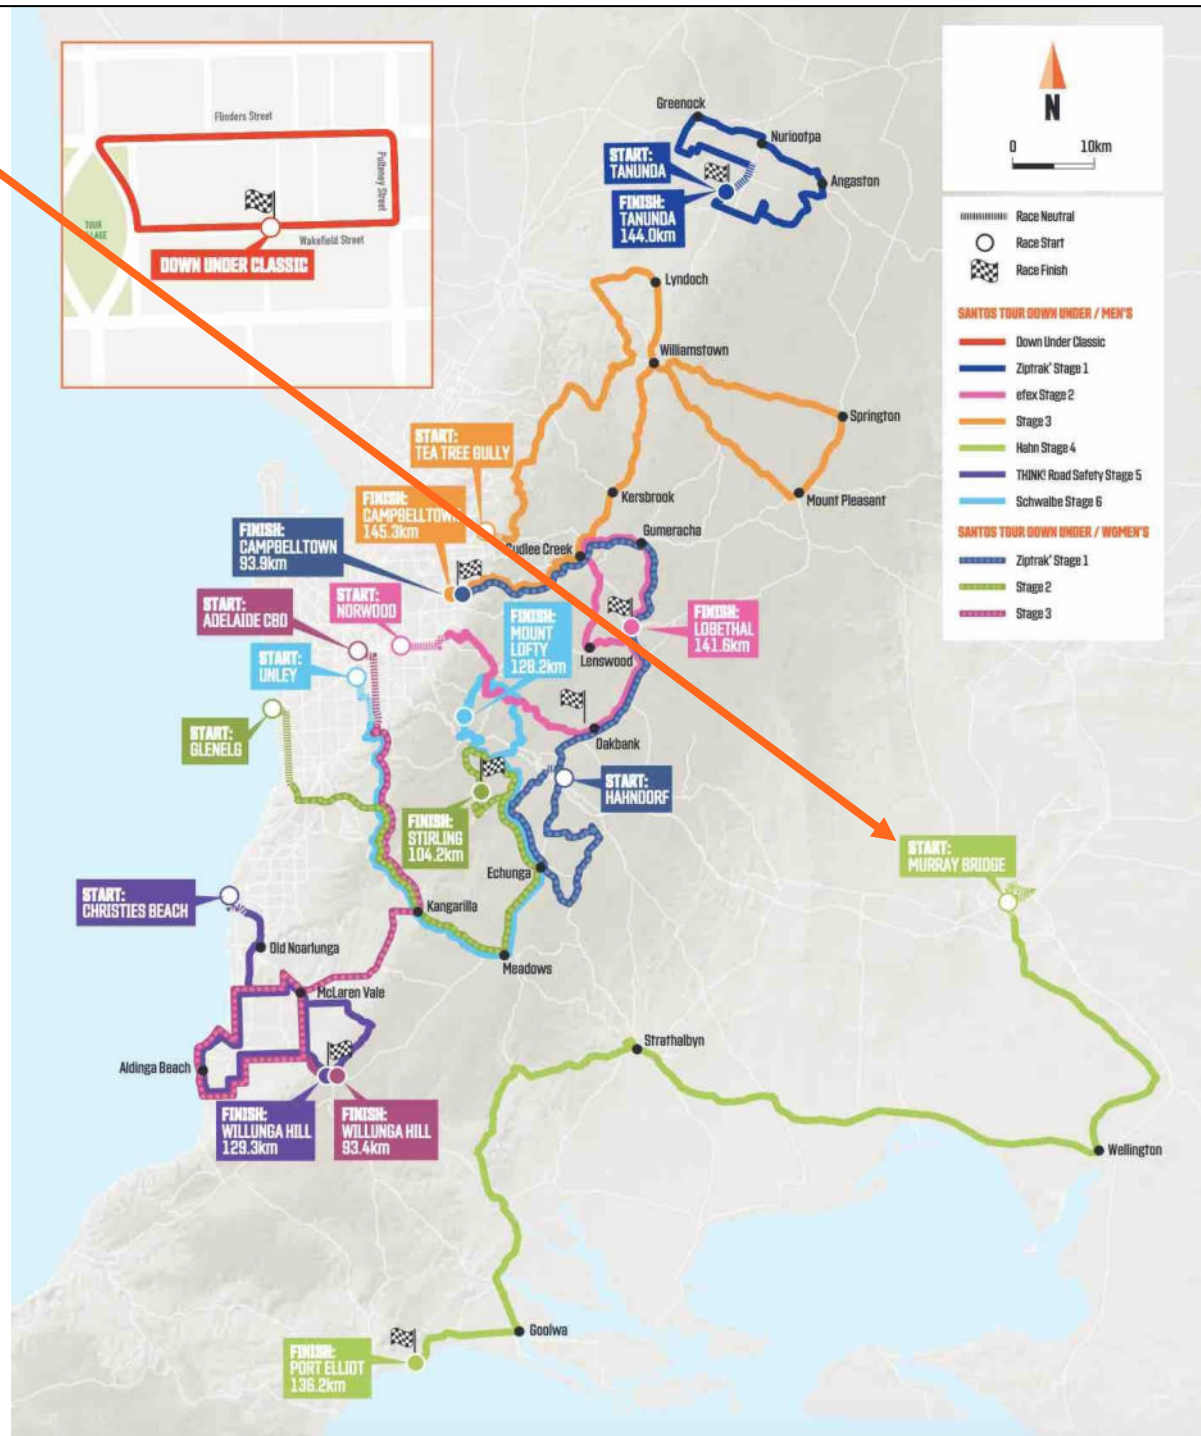 Flinders Street
Pulteney Street
Wakefield Street
TOUR
DOWN UNDER CLASSIC
N
0 10km
Race Neutral
Race Start
Race Finish
SANTOS TOUR DOWN UNDER / MEN'S
Down Under Classic
Ziptrak® Stage 1
efex Stage 2
Stage 3
Hahn Stage 4
THINK! Road Safety Stage 5
Schwalbe Stage 6
SANTOS TOUR DOWN UNDER / WOMEN'S
Ziptrak® Stage 1
Stage 2
Stage 3
Greenock
Nuriootpa
Angaston
START:
TANUNDA
FINISH:
TANUNDA
144.0km
Lyndoch
Williamstown
Springton
Mount Pleasant
Kersbrook
START:
TEA TREE GULLY
FINISH:
CAMPBELLTOWN
145.3km
FINISH:
CAMPBELLTOWN
93.9km
Gumeracha
Creek
START:
NORWOOD
START:
ADELAIDE CBD
START:
UNLEY
START:
GLENELG
FINISH:
MOUNT
LOFTY
128.2km
FINISH:
LOBETHAL
141.6km
Lenswood
Oakbank
START:
HAHNDORF
FINISH:
STIRLING
104.2km
START:
MURRAY BRIDGE
Echunga
START:
CHRISTIES BEACH
Kangarilla
Old Noarlunga
Meadows
McLaren Vale
Aldinga Beach
Strathalbyn
FINISH:
WILLUNGA HILL
129.3km
FINISH:
WILLUNGA HILL
93.4km
Wellington
Goolwa
FINISH:
PORT ELLIOT
136.2km